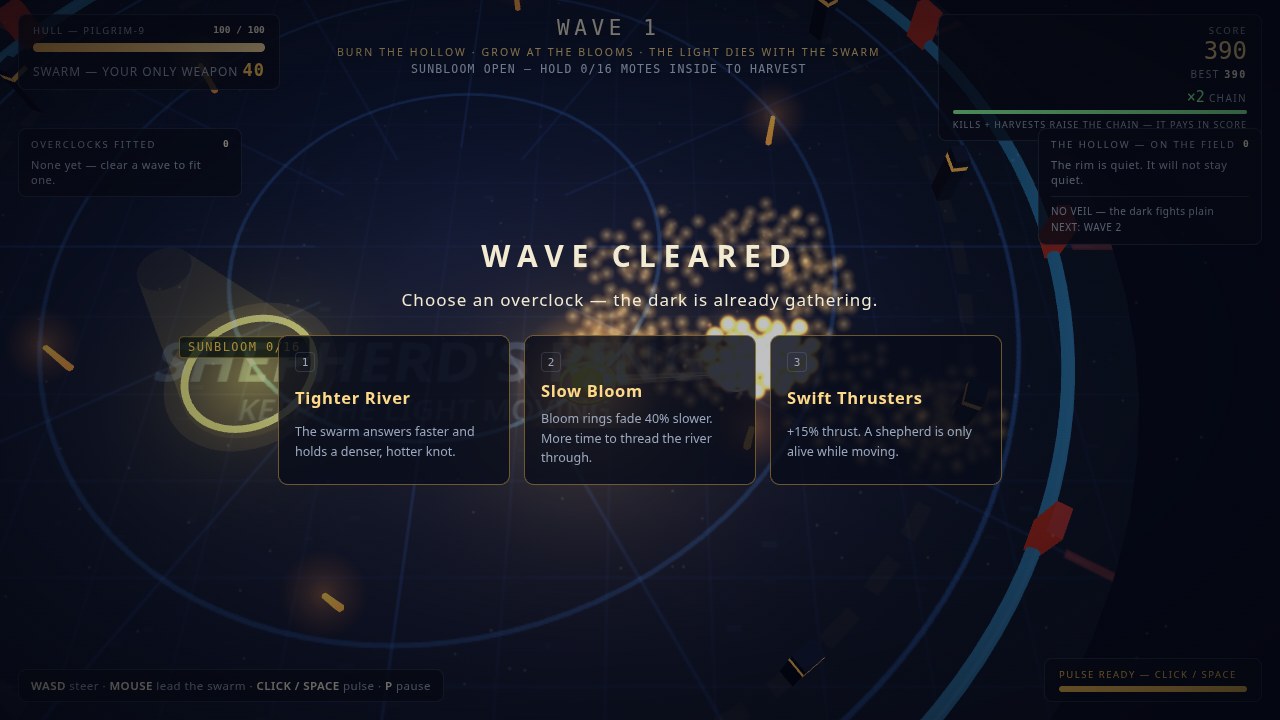 HULL — PILGRIM-9 100 / 100
SWARM — YOUR ONLY WEAPON 40
WAVE 1
BURN THE HOLLOW · GROW AT THE BLOOMS · THE LIGHT DIES WITH THE SWARM
SUNBLOOM OPEN — HOLD 0/16 MOTES INSIDE TO HARVEST
SCORE
390
BEST 390
×2 CHAIN
KILLS + HARVESTS RAISE THE CHAIN — IT PAYS IN SCORE
OVERCLOCKS FITTED 0
None yet — clear a wave to fit
one.
THE HOLLOW — ON THE FIELD 0
The rim is quiet. It will not stay
quiet.
NO VEIL — the dark fights plain
NEXT: WAVE 2
WAVE CLEARED
Choose an overclock — the dark is already gathering.
SUNBLOOM 0/16
SHEPHERD'S
1
Tighter River
The swarm answers faster and
holds a denser, hotter knot.
2
Slow Bloom
Bloom rings fade 40% slower.
More time to thread the river
through.
3
Swift Thrusters
+15% thrust. A shepherd is only
alive while moving.
WASD steer · MOUSE lead the swarm · CLICK / SPACE pulse · P pause
PULSE READY — CLICK / SPACE